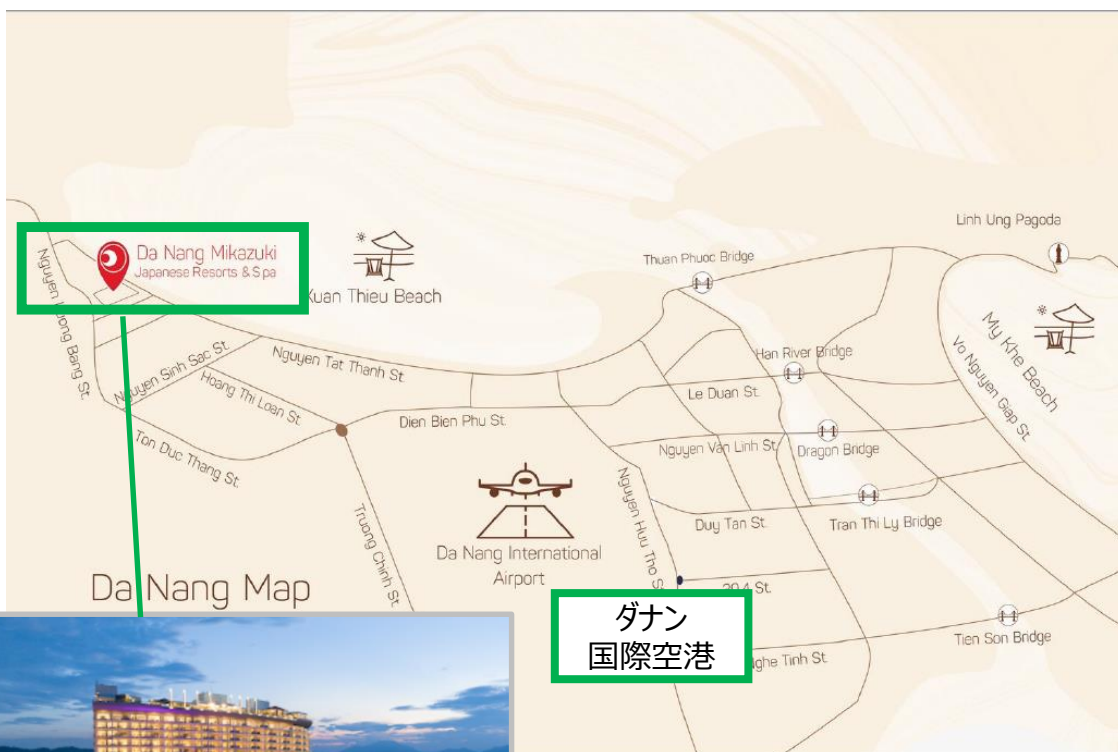 Linh Ung Pagoda
Da Nang Mikazuki
Japanese Resorts & Spa
Thuan Phuoc Bridge
Xuan Thieu Beach
My Khe Beach
Nguyen Luong Bang St.
Nguyen Sinh Sac St.
Nguyen Tat Thanh St.
Han River Bridge
Vo Nguyen Giap St.
Hoang Thi Loan St.
Le Duan St.
Dien Bien Phu St.
Ton Duc Thang St.
Nguyen Van Linh St.
Dragon Bridge
Nguyen Huu Tho S
Truong Chinh St.
Duy Tan St.
Tran Thi Ly Bridge
Da Nang International
Airport
Da Nang Map
St.
ダナン
国際空港
Nghe Tinh St.
Tien Son Bridge